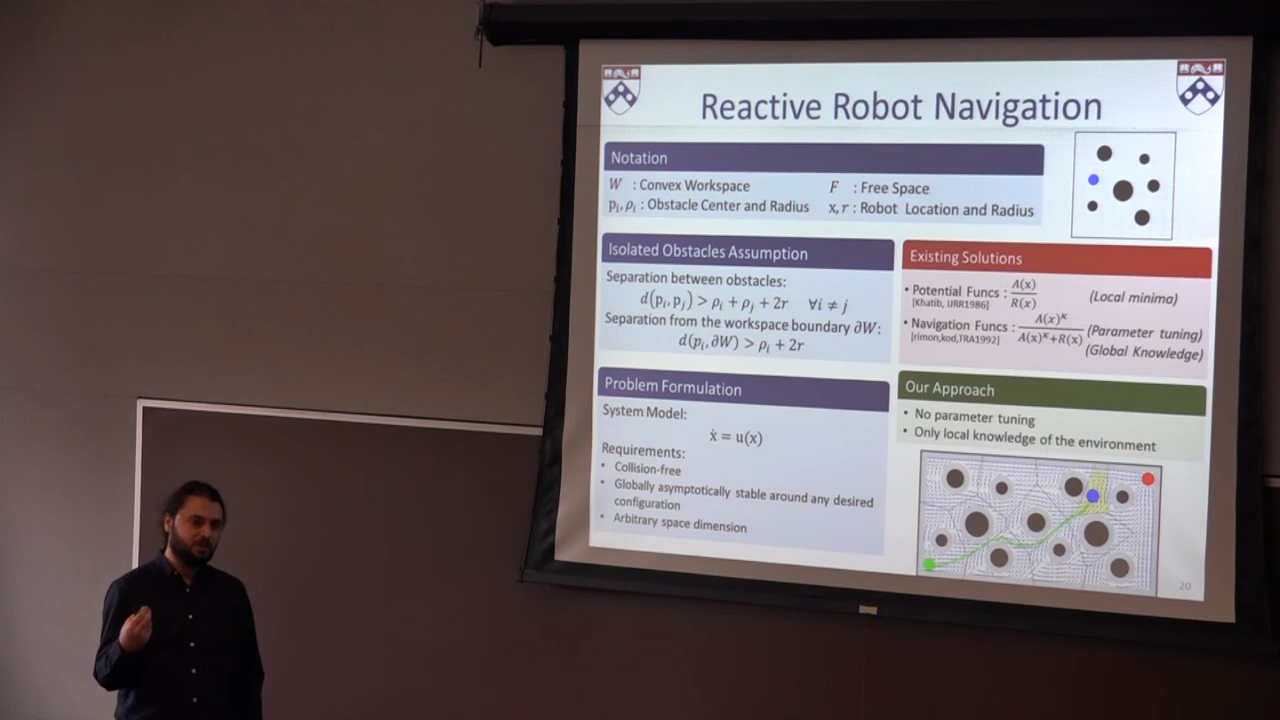 Reactive Robot Navigation
Notation
W : Convex Workspace
F : Free Space
pᵢ, ρᵢ : Obstacle Center and Radius
x, r : Robot Location and Radius
Isolated Obstacles Assumption
Separation between obstacles:
d(pᵢ, pⱼ) > ρᵢ + ρⱼ + 2r ∀i ≠ j
Separation from the workspace boundary ∂W:
d(pᵢ, ∂W) > ρᵢ + 2r
Existing Solutions
• Potential Funcs : A(x)/R(x) (Local minima)
[Khatib, IJRR1986]
• Navigation Funcs : A(x)^κ / A(x)^κ+R(x) (Parameter tuning)
[rimon,kod,TRA1992] (Global Knowledge)
Problem Formulation
System Model:
ẋ = u(x)
Requirements:
• Collision-free
• Globally asymptotically stable around any desired
configuration
• Arbitrary space dimension
Our Approach
• No parameter tuning
• Only local knowledge of the environment
20